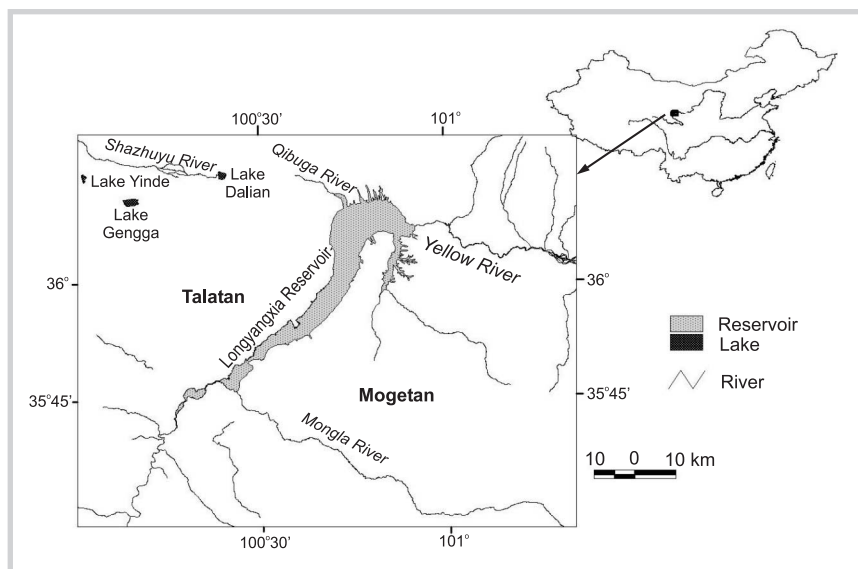 100°30'
101°
Shazhuyu River
Qibuga River
Lake Yinde
Lake
Dalian
Lake
Gengga
Yellow River
36°
36°
Longyangxia Reservoir
Talatan
Reservoir
Lake
River
35°45'
35°45'
Mogetan
Mongla River
10 0 10 km
100°30'
101°